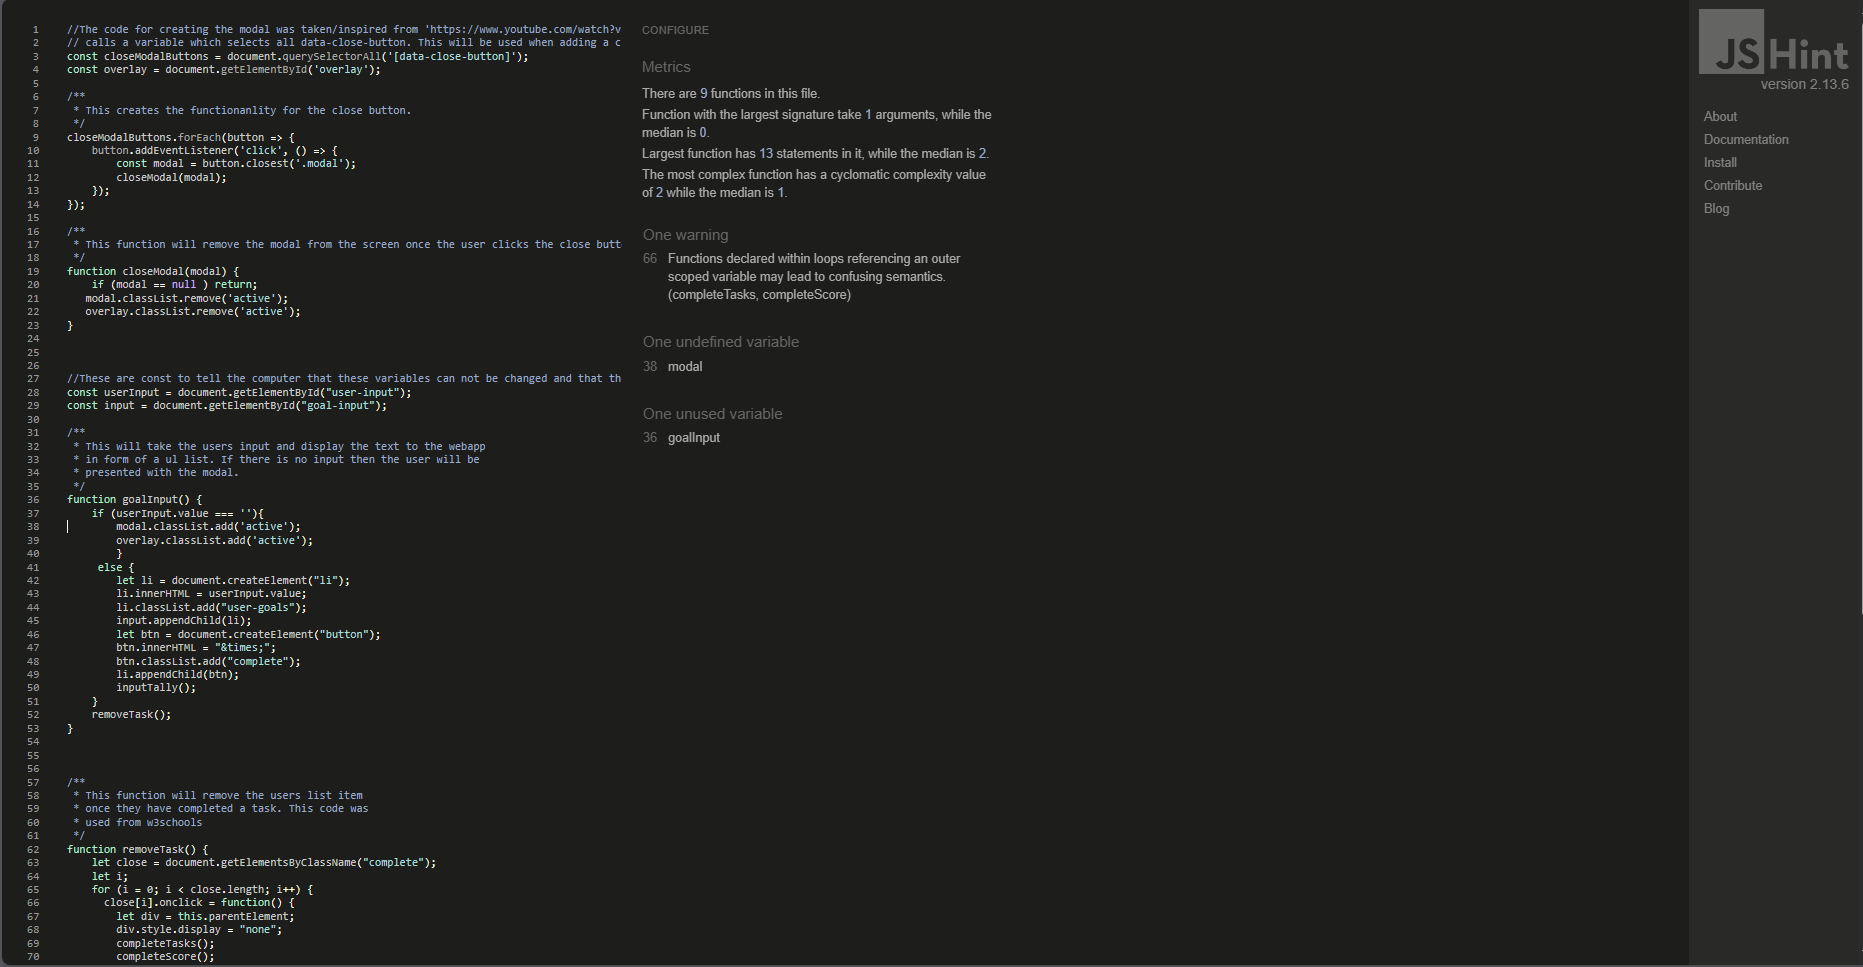 1 //The code for creating the modal was taken/inspired from 'https://www.youtube.com/watch?v
2 // calls a variable which selects all data-close-button. This will be used when adding a c
3 const closeModalButtons = document.querySelectorAll('[data-close-button]');
4 const overlay = document.getElementById('overlay');
5
6 /**
7 * This creates the functionanlity for the close button.
8 */
9 closeModalButtons.forEach(button => {
10 button.addEventListener('click', () => {
11 const modal = button.closest('.modal');
12 closeModal(modal);
13 });
14 });
15
16 /**
17 * This function will remove the modal from the screen once the user clicks the close butt
18 */
19 function closeModal(modal) {
20 if (modal == null ) return;
21 modal.classList.remove('active');
22 overlay.classList.remove('active');
23 }
24
25
26
27 //These are const to tell the computer that these variables can not be changed and that th
28 const userInput = document.getElementById("user-input");
29 const input = document.getElementById("goal-input");
30
31 /**
32 * This will take the users input and display the text to the webapp
33 * in form of a ul list. If there is no input then the user will be
34 * presented with the modal.
35 */
36 function goalInput() {
37 if (userInput.value === ''){
38 modal.classList.add('active');
39 overlay.classList.add('active');
40 }
41 else {
42 let li = document.createElement("li");
43 li.innerHTML = userInput.value;
44 li.classList.add("user-goals");
45 input.appendChild(li);
46 let btn = document.createElement("button");
47 btn.innerHTML = "&times;";
48 btn.classList.add("complete");
49 li.appendChild(btn);
50 inputTally();
51 }
52 removeTask();
53 }
54
55
56
57 /**
58 * This function will remove the users list item
59 * once they have completed a task. This code was
60 * used from w3schools
61 */
62 function removeTask() {
63 let close = document.getElementsByClassName("complete");
64 let i;
65 for (i = 0; i < close.length; i++) {
66 close[i].onclick = function() {
67 let div = this.parentElement;
68 div.style.display = "none";
69 completeTasks();
70 completeScore();
CONFIGURE
Metrics
There are 9 functions in this file.
Function with the largest signature take 1 arguments, while the
median is 0.
Largest function has 13 statements in it, while the median is 2.
The most complex function has a cyclomatic complexity value
of 2 while the median is 1.
One warning
66 Functions declared within loops referencing an outer
scoped variable may lead to confusing semantics.
(completeTasks, completeScore)
One undefined variable
38 modal
One unused variable
36 goalInput
JSHint
version 2.13.6
About
Documentation
Install
Contribute
Blog